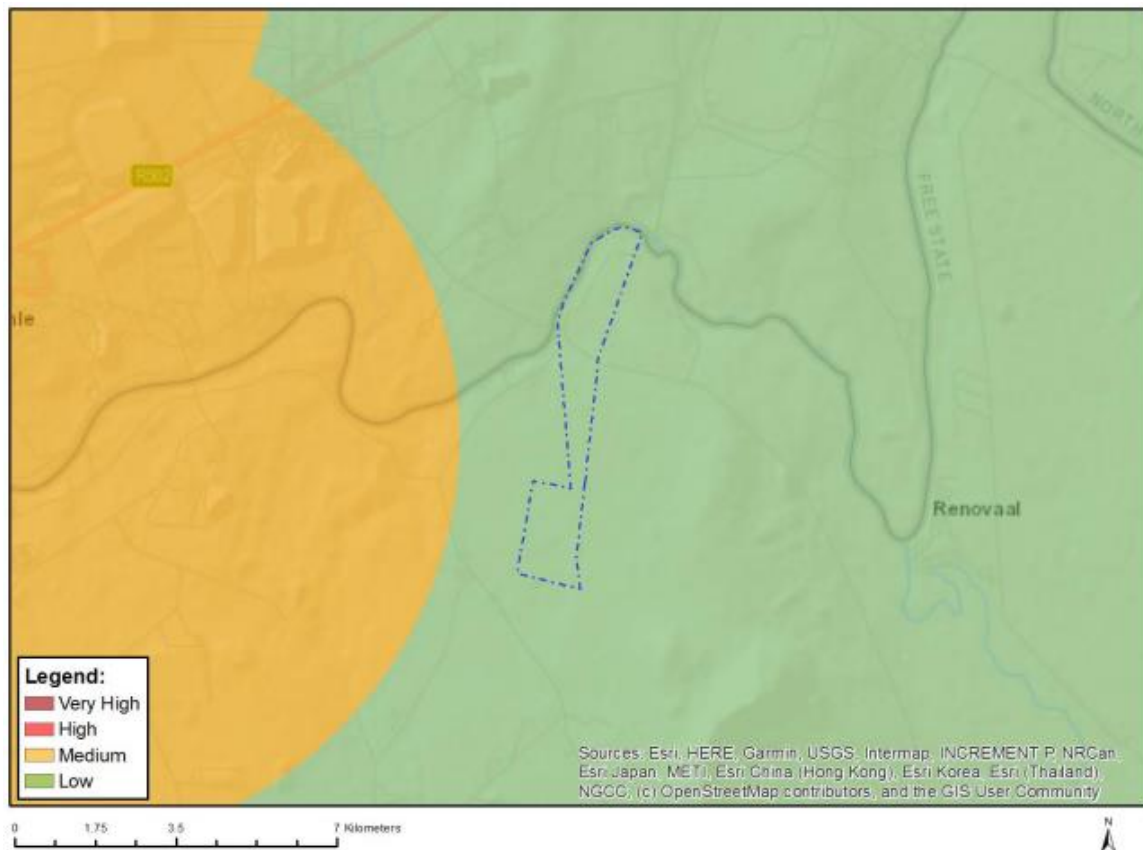 R502
FREE STATE
NORTH
nle
Renovaal
Legend:
Very High
High
Medium
Low
Sources: Esri, HERE, Garmin, USGS, Intermap, INCREMENT P, NRCan,
Esri Japan, METI, Esri China (Hong Kong), Esri Korea, Esri (Thailand),
NGCC, (c) OpenStreetMap contributors, and the GIS User Community
0 1.75 3.5 7 Kilometers
N